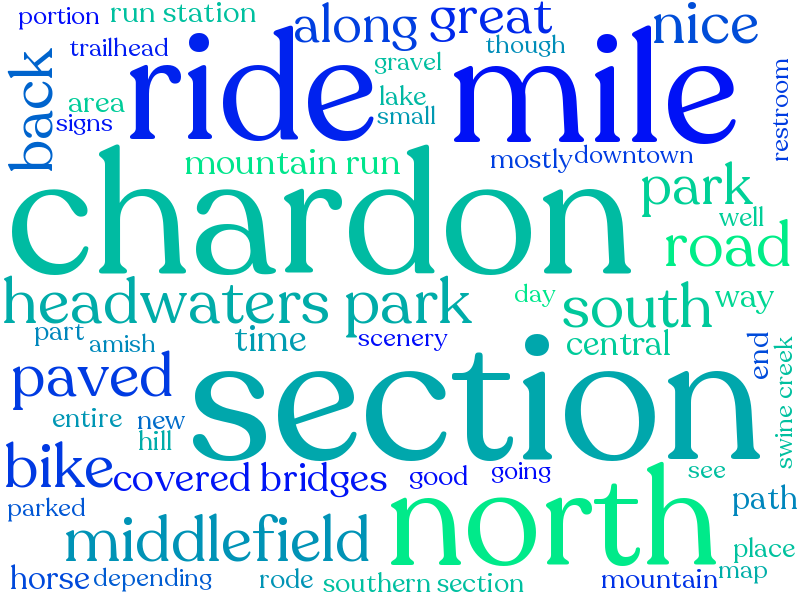 portion
run station
along
great
nice
trailhead
though
back
ride
gravel
mile
restroom
area
lake
signs
small
mountain run
mostly
downtown
chardon
park
well
road
headwaters park
day
south
way
part
amish
time
scenery
central
end
paved
section
swine creek
entire
new
hill
bike
covered bridges
good
going
see
parked
north
path
middlefield
place
map
horse
depending
rode
southern section
mountain